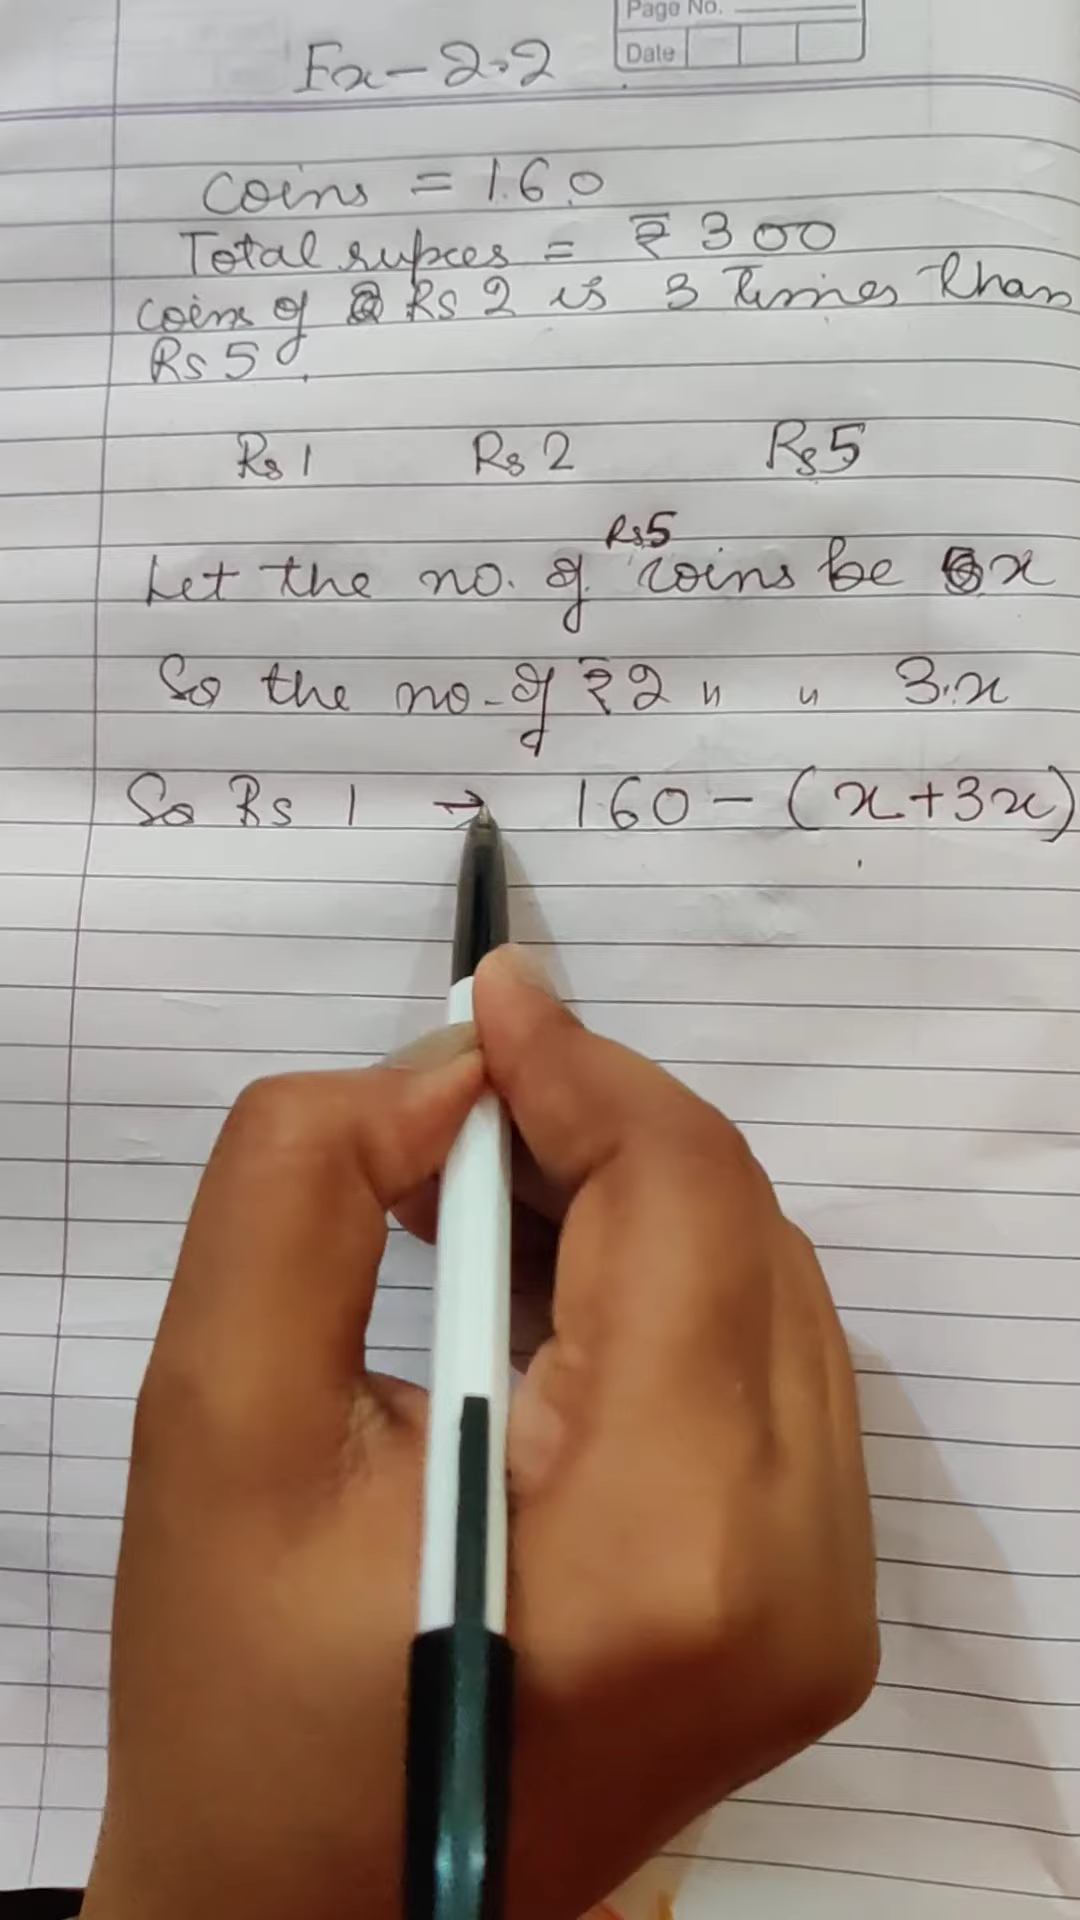 Page No.
Date
Ex-2.2
Coins = 160
Total rupees = ₹ 300
coins of Rs 2 is 3 times than
Rs 5.
Rs 1 Rs 2 Rs 5
Let the no. of Rs5 coins be x
So the no. of ₹2 " " 3x
So Rs 1 → 160 - (x+3x)